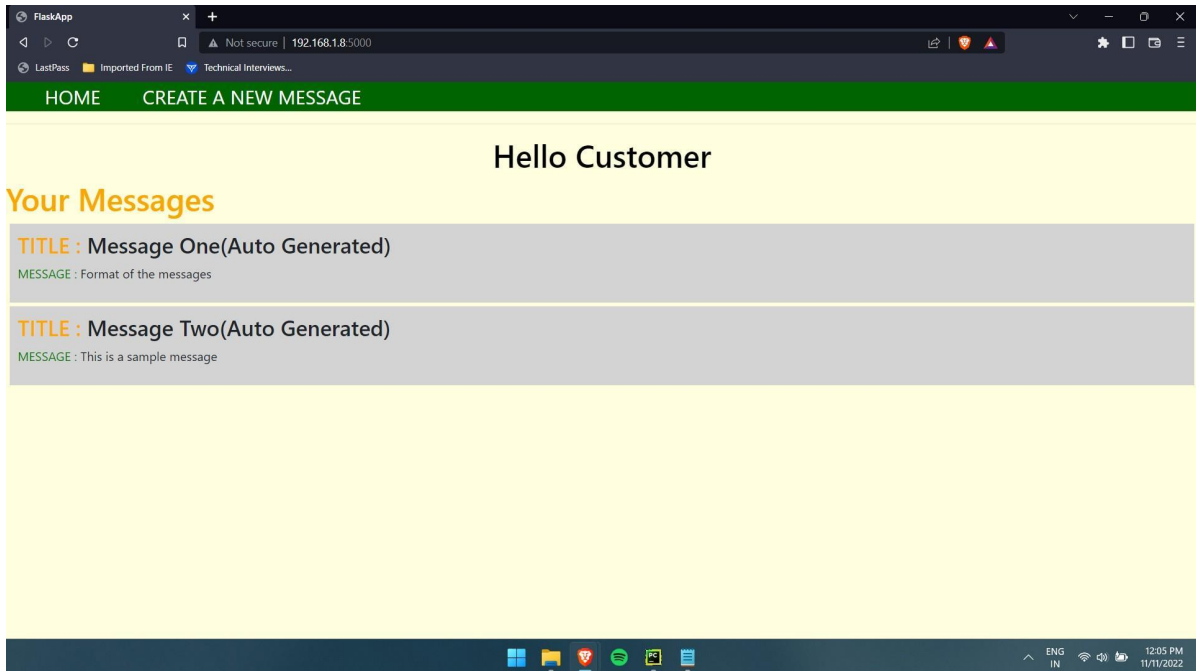 FlaskApp
Not secure | 192.168.1.8:5000
LastPass Imported From IE Technical Interviews...
HOME CREATE A NEW MESSAGE
Hello Customer
Your Messages
TITLE : Message One(Auto Generated)
MESSAGE : Format of the messages
TITLE : Message Two(Auto Generated)
MESSAGE : This is a sample message
PC
ENG
IN
12:05 PM
11/11/2022